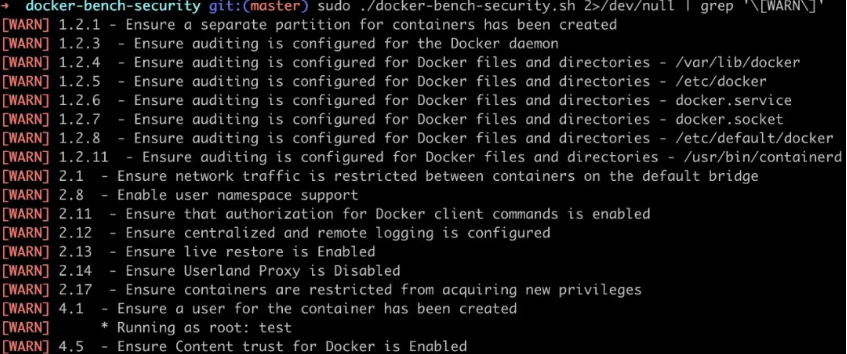 → docker-bench-security git:(master) sudo ./docker-bench-security.sh 2>/dev/null | grep '\[WARN\]'
[WARN] 1.2.1 - Ensure a separate partition for containers has been created
[WARN] 1.2.3  - Ensure auditing is configured for the Docker daemon
[WARN] 1.2.4  - Ensure auditing is configured for Docker files and directories - /var/lib/docker
[WARN] 1.2.5  - Ensure auditing is configured for Docker files and directories - /etc/docker
[WARN] 1.2.6  - Ensure auditing is configured for Docker files and directories - docker.service
[WARN] 1.2.7  - Ensure auditing is configured for Docker files and directories - docker.socket
[WARN] 1.2.8  - Ensure auditing is configured for Docker files and directories - /etc/default/docker
[WARN] 1.2.11  - Ensure auditing is configured for Docker files and directories - /usr/bin/containerd
[WARN] 2.1  - Ensure network traffic is restricted between containers on the default bridge
[WARN] 2.8  - Enable user namespace support
[WARN] 2.11  - Ensure that authorization for Docker client commands is enabled
[WARN] 2.12  - Ensure centralized and remote logging is configured
[WARN] 2.13  - Ensure live restore is Enabled
[WARN] 2.14  - Ensure Userland Proxy is Disabled
[WARN] 2.17  - Ensure containers are restricted from acquiring new privileges
[WARN] 4.1  - Ensure a user for the container has been created
[WARN]      * Running as root: test
[WARN] 4.5  - Ensure Content trust for Docker is Enabled